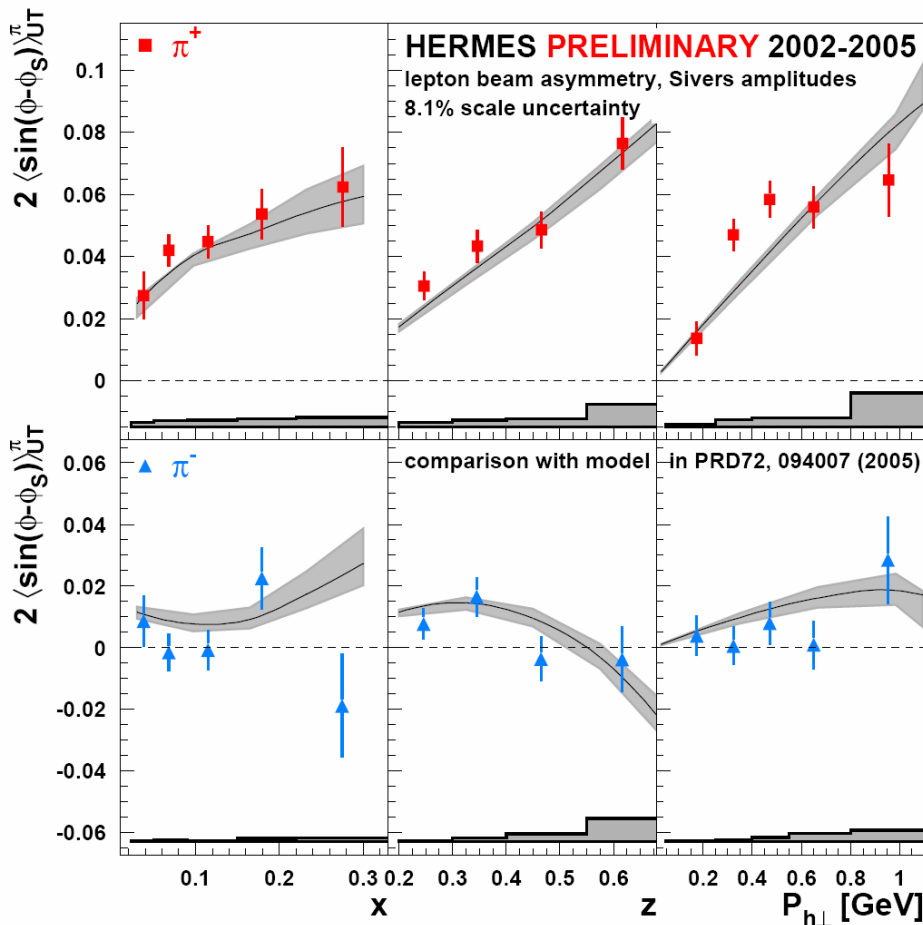 π+
HERMES PRELIMINARY 2002-2005
lepton beam asymmetry, Sivers amplitudes
8.1% scale uncertainty
2 ⟨sin(ϕ-ϕS)⟩πUT
0.1
0.08
0.06
0.04
0.02
0
π-
comparison with model
in PRD72, 094007 (2005)
2 ⟨sin(ϕ-ϕS)⟩πUT
0.06
0.04
0.02
0
-0.02
-0.04
-0.06
0.1 0.2 0.3 0.2 0.3 0.4 0.5 0.6 0.2 0.4 0.6 0.8 1
x z Ph⊥ [GeV]